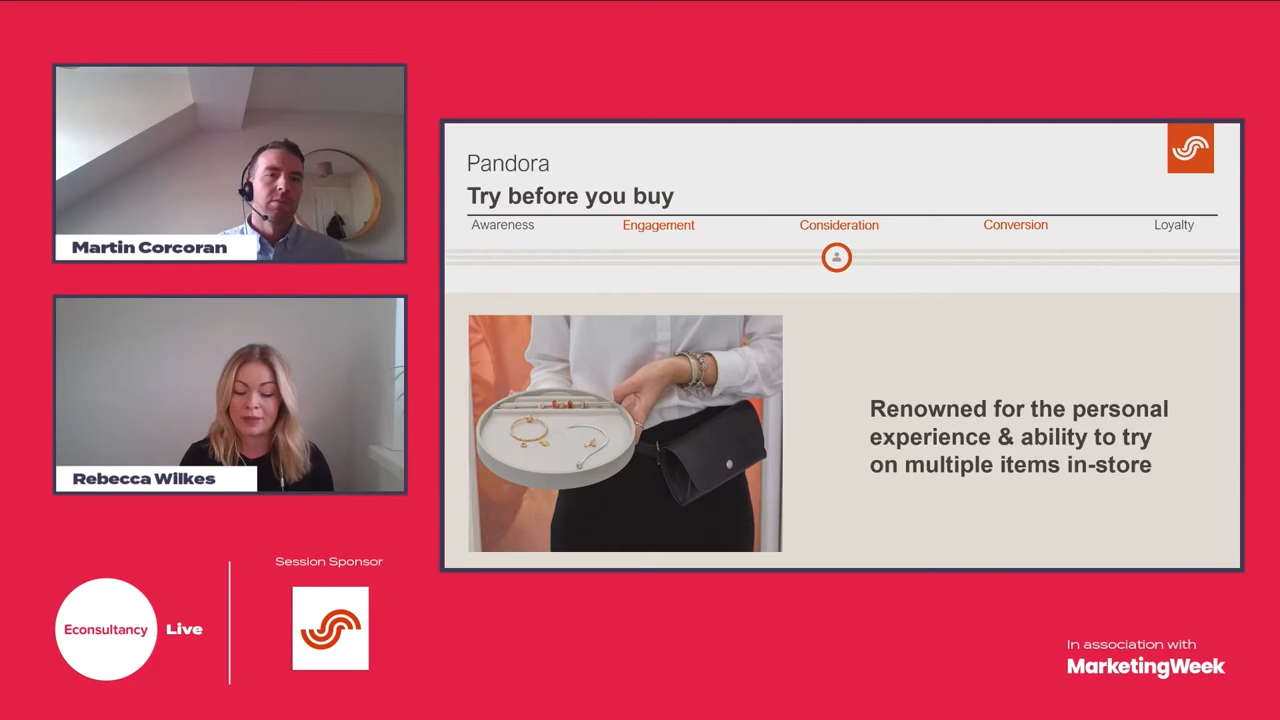 Martin Corcoran
Rebecca Wilkes
Econsultancy
Live
Session Sponsor
Pandora
Try before you buy
Awareness
Engagement
Consideration
Conversion
Loyalty
Renowned for the personal
experience & ability to try
on multiple items in-store
In association with
MarketingWeek